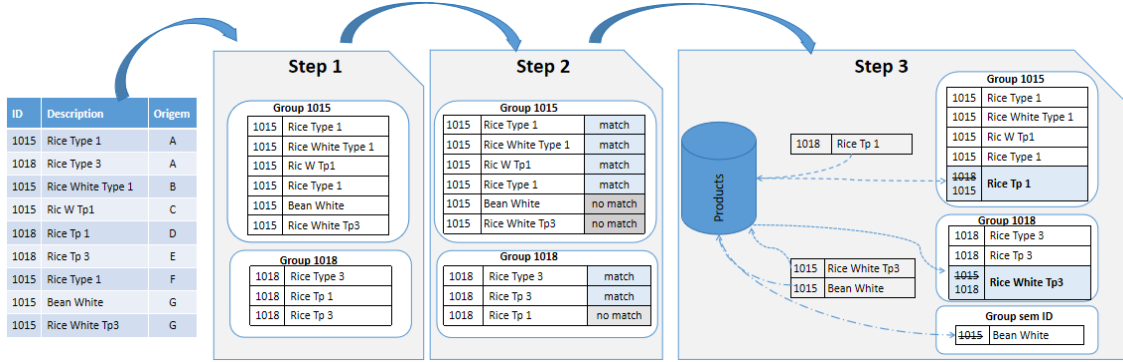 ID Description Origem
1015 Rice Type 1 A
1018 Rice Type 3 A
1015 Rice White Type 1 B
1015 Ric W Tp1 C
1018 Rice Tp 1 D
1018 Rice Tp 3 E
1015 Rice Type 1 F
1015 Bean White G
1015 Rice White Tp3 G
Step 1
Group 1015
1015 Rice Type 1
1015 Rice White Type 1
1015 Ric W Tp1
1015 Rice Type 1
1015 Bean White
1015 Rice White Tp3
Group 1018
1018 Rice Type 3
1018 Rice Tp 1
1018 Rice Tp 3
Step 2
Group 1015
1015 Rice Type 1 match
1015 Rice White Type 1 match
1015 Ric W Tp1 match
1015 Rice Type 1 match
1015 Bean White no match
1015 Rice White Tp3 no match
Group 1018
1018 Rice Type 3 match
1018 Rice Tp 3 match
1018 Rice Tp 1 no match
Step 3
Products
1018 Rice Tp 1
1015 Rice White Tp3
1015 Bean White
Group 1015
1015 Rice Type 1
1015 Rice White Type 1
1015 Ric W Tp1
1015 Rice Type 1
1018
1015 Rice Tp 1
Group 1018
1018 Rice Type 3
1018 Rice Tp 3
1015
1018 Rice White Tp3
Group sem ID
1015 Bean White